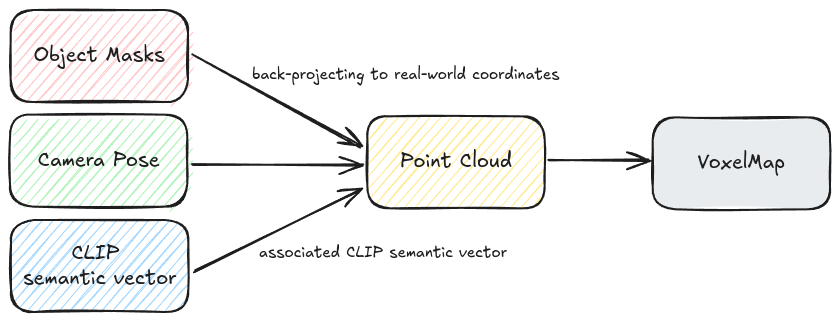 Object Masks
back-projecting to real-world coordinates
Camera Pose
Point Cloud
VoxelMap
CLIP
semantic vector
associated CLIP semantic vector